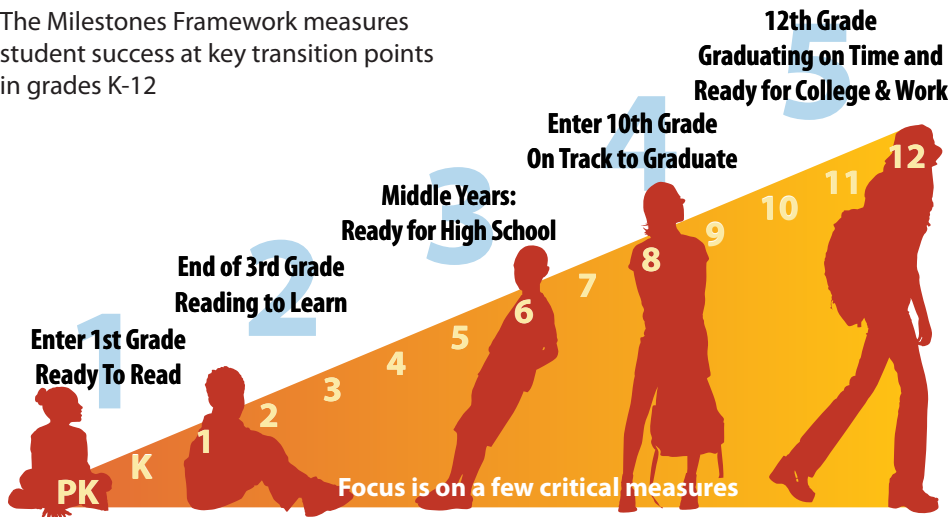 The Milestones Framework measures
student success at key transition points
in grades K-12
1
Enter 1st Grade
Ready To Read
2
End of 3rd Grade
Reading to Learn
3
Middle Years:
Ready for High School
4
Enter 10th Grade
On Track to Graduate
5
12th Grade
Graduating on Time and
Ready for College & Work
PK
K
1
2
3
4
5
6
7
8
9
10
11
12
Focus is on a few critical measures